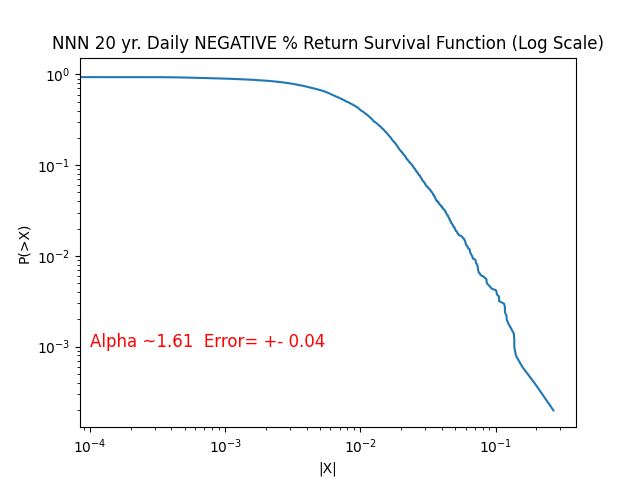 NNN 20 yr. Daily NEGATIVE % Return Survival Function (Log Scale)
10⁰
10⁻¹
10⁻²
10⁻³
P(>X)
Alpha ~1.61  Error= +- 0.04
10⁻⁴ 10⁻³ 10⁻² 10⁻¹
|X|